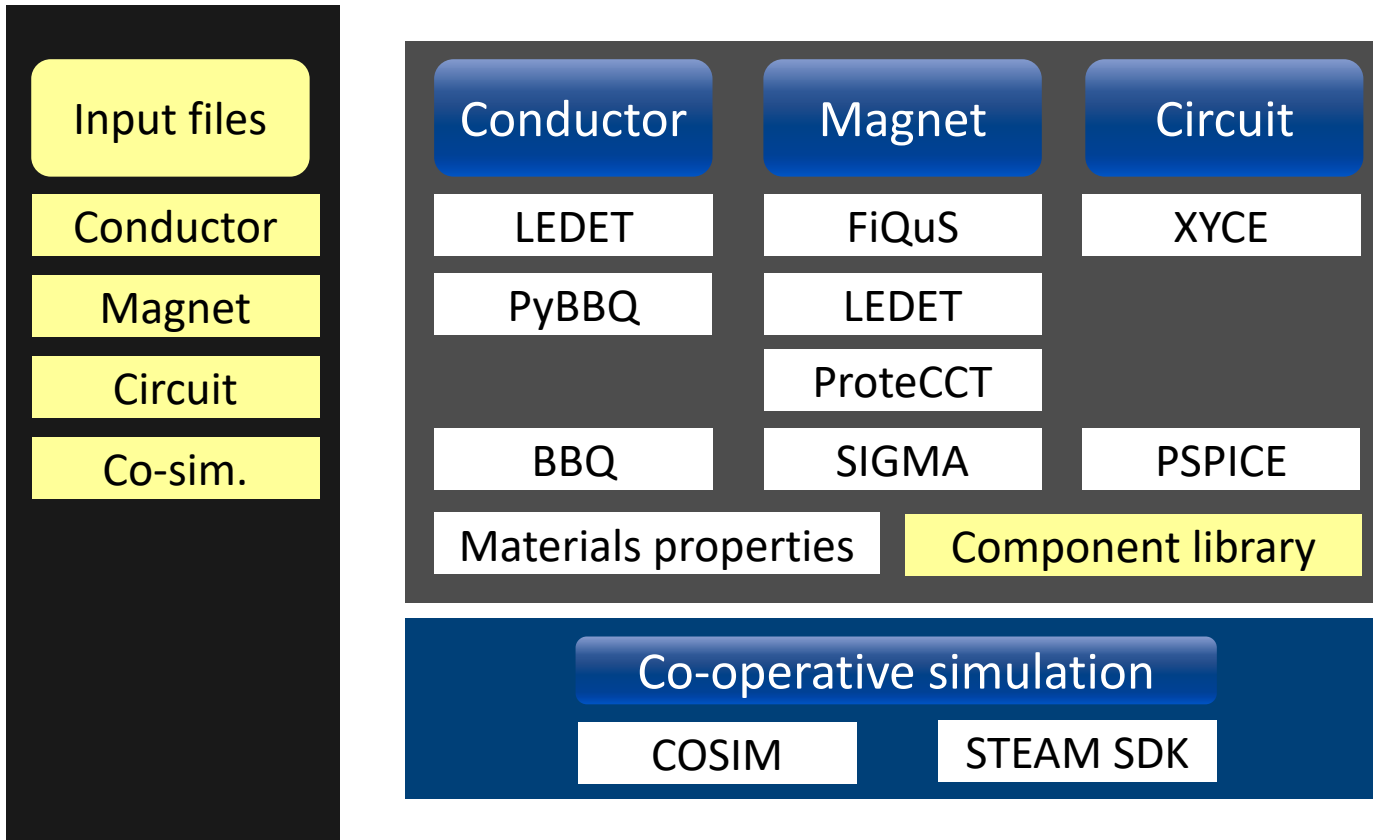 Input files
Conductor
Magnet
Circuit
Co-sim.
Conductor
Magnet
Circuit
LEDET
FiQuS
XYCE
PyBBQ
LEDET
ProteCCT
BBQ
SIGMA
PSPICE
Materials properties
Component library
Co-operative simulation
COSIM
STEAM SDK